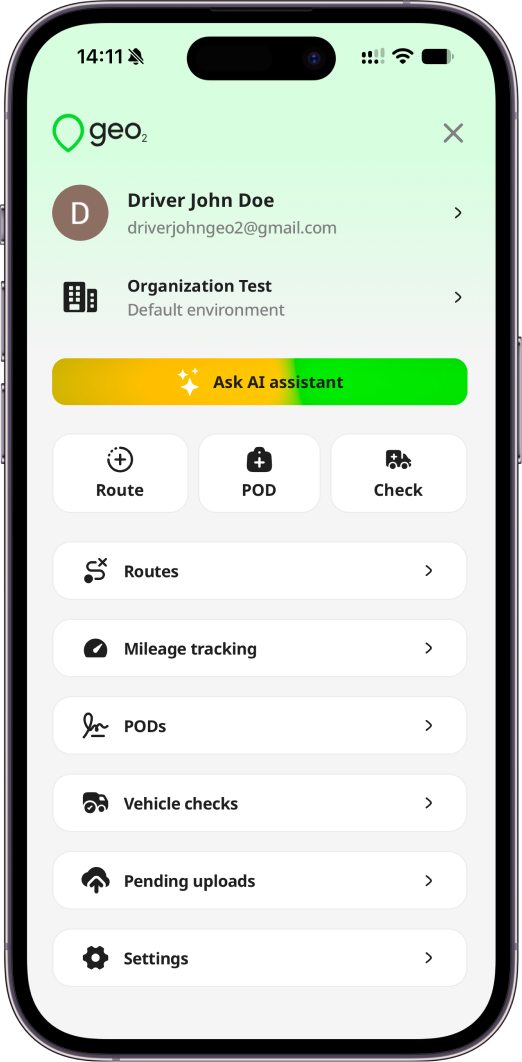 14:11
geo2
D
Driver John Doe
driverjohngeo2@gmail.com
Organization Test
Default environment
Ask AI assistant
Route
POD
Check
Routes
Mileage tracking
PODs
Vehicle checks
Pending uploads
Settings